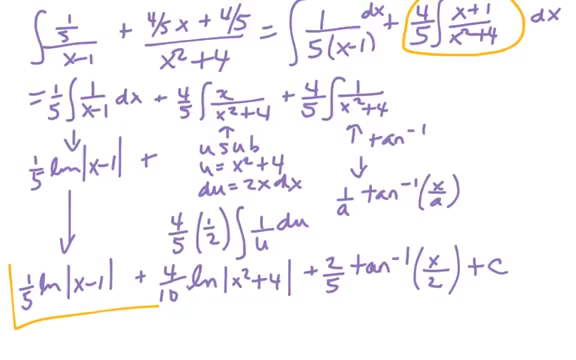 ∫ (1/5)/(x-1) + (4/5 x + 4/5)/(x²+4) = ∫ 1/(5(x-1)) dx + 4/5 ∫ (x+1)/(x²+4) dx
= 1/5 ∫ 1/(x-1) dx + 4/5 ∫ x/(x²+4) + 4/5 ∫ 1/(x²+4)
↓ ↑ ↑ tan⁻¹
1/5 ln|x-1| + u sub ↓
u = x²+4
du = 2x dx 1/a tan⁻¹(x/a)
↓ 4/5 (1/2) ∫ 1/u du
1/5 ln|x-1| + 4/10 ln|x²+4| + 2/5 tan⁻¹(x/2) + C